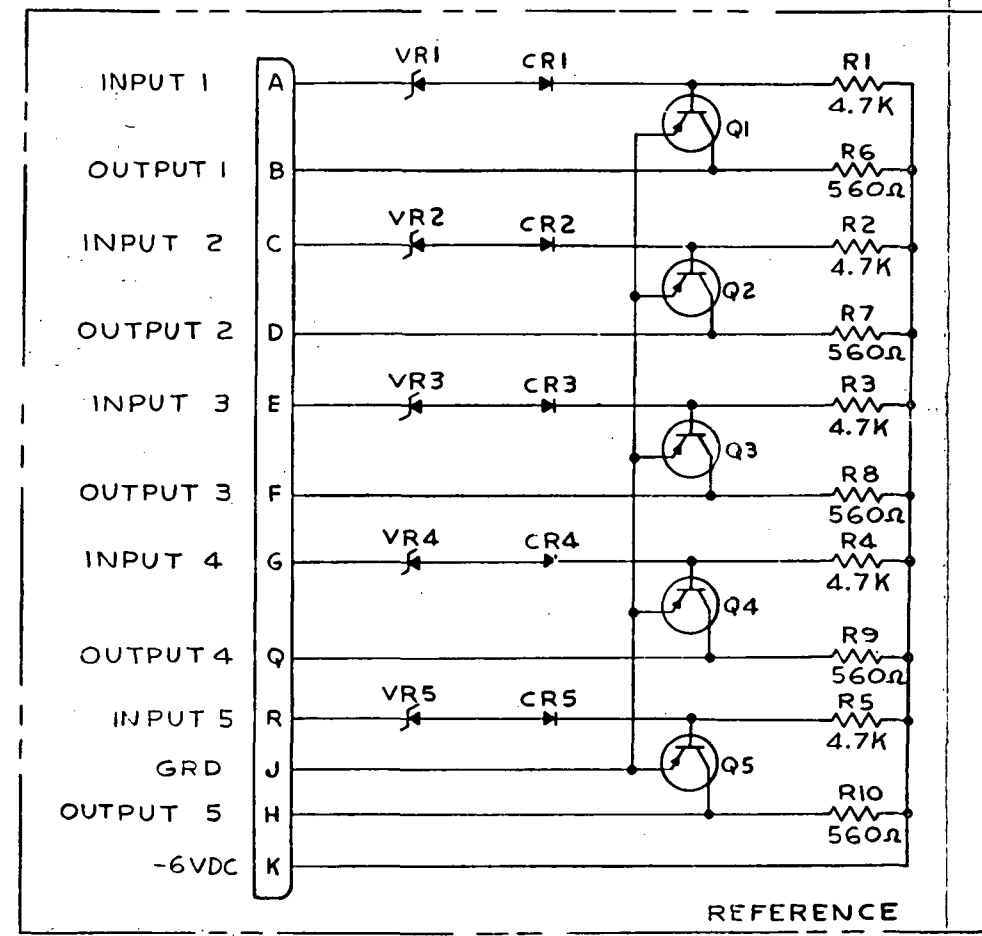 VR1 CR1 R1
INPUT 1 A 4.7K
Q1
R6
OUTPUT 1 B 560Ω
VR2 CR2 R2
INPUT 2 C 4.7K
Q2
R7
OUTPUT 2 D 560Ω
VR3 CR3 R3
INPUT 3 E 4.7K
Q3
R8
OUTPUT 3 F 560Ω
VR4 CR4 R4
INPUT 4 G 4.7K
Q4
R9
OUTPUT 4 Q 560Ω
VR5 CR5 R5
INPUT 5 R 4.7K
GRD J Q5
R10
OUTPUT 5 H 560Ω
-6VDC K
REFERENCE